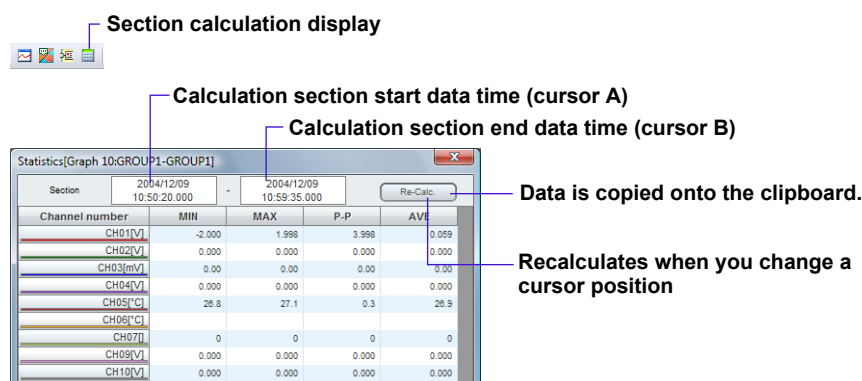 Section calculation display
Calculation section start data time (cursor A)
Calculation section end data time (cursor B)
Statistics[Graph 10:GROUP1-GROUP1]
Section 2004/12/09 10:50:20.000 - 2004/12/09 10:59:35.000 Re-Calc.
Data is copied onto the clipboard.
Channel number MIN MAX P-P AVE
CH01[V] -2.000 1.998 3.998 0.059
CH02[V] 0.000 0.000 0.000 0.000
CH03[mV] 0.00 0.00 0.00 0.00
Recalculates when you change a
cursor position
CH04[V] 0.000 0.000 0.000 0.000
CH05[°C] 26.8 27.1 0.3 26.9
CH06[°C]
CH07[] 0 0 0 0
CH09[V] 0.000 0.000 0.000 0.000
CH10[V] 0.000 0.000 0.000 0.000